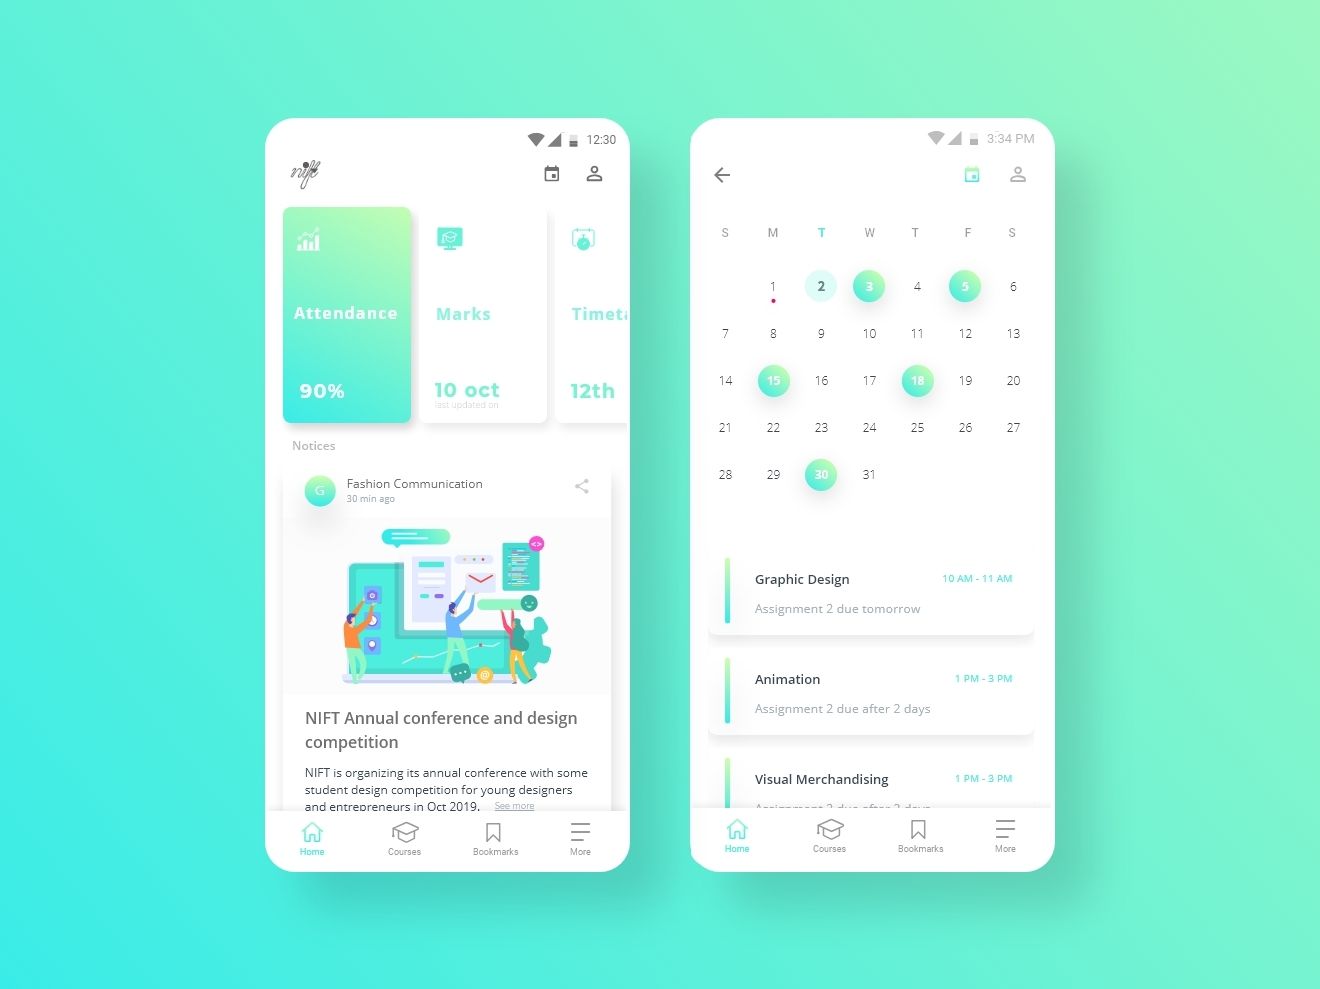 12:30
nift
Attendance
90%
Marks
10 oct
last updated on
12th
Notices
G
Fashion Communication
30 min ago
<>
@
NIFT Annual conference and design
competition
NIFT is organizing its annual conference with some
student design competition for young designers
and entrepreneurs in Oct 2019. See more
Home Courses Bookmarks More
3:34 PM
S M T W T F S
1 2 3 4 5 6
7 8 9 10 11 12 13
14 15 16 17 18 19 20
21 22 23 24 25 26 27
28 29 30 31
Graphic Design 10 AM - 11 AM
Assignment 2 due tomorrow
Animation 1 PM - 3 PM
Assignment 2 due after 2 days
Visual Merchandising 1 PM - 3 PM
Assignment 2 due after 2 days
Home Courses Bookmarks More